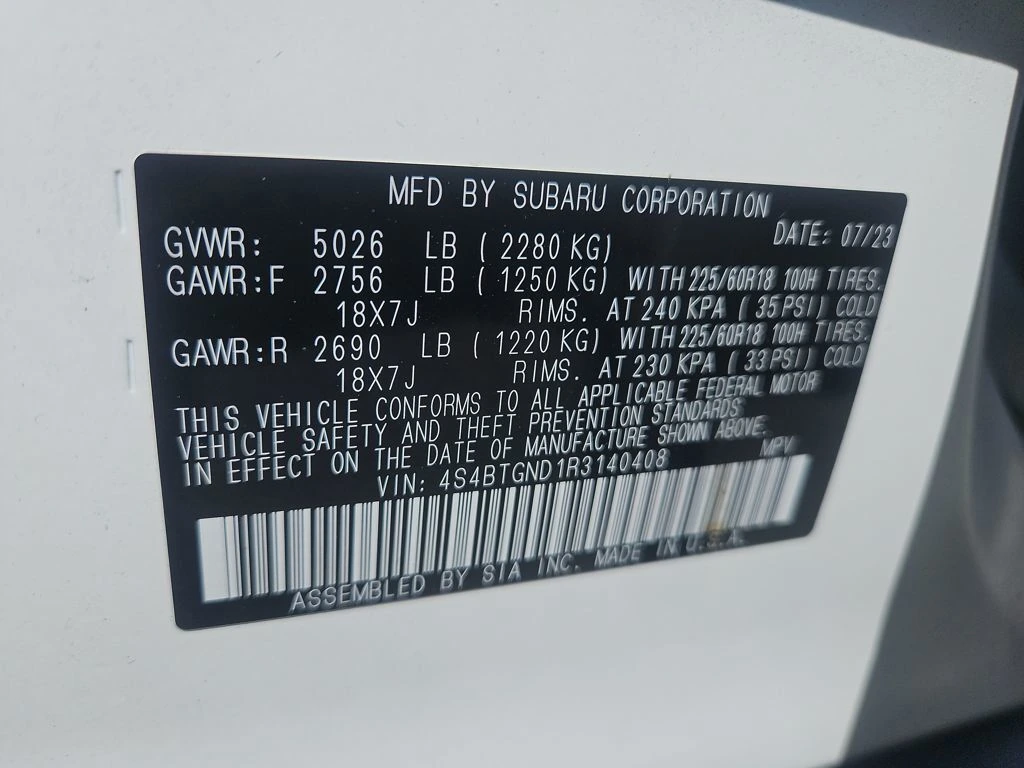 MFD BY SUBARU CORPORATION
DATE: 07/23
GVWR: 5026 LB ( 2280 KG)
GAWR:F 2756 LB ( 1250 KG) WITH 225/60R18 100H TIRES.
18X7J RIMS. AT 240 KPA ( 35PSI) COLD
GAWR:R 2690 LB ( 1220 KG) WITH 225/60R18 100H TIRES.
18X7J RIMS. AT 230 KPA ( 33PSI) COLD
THIS VEHICLE CONFORMS TO ALL APPLICABLE FEDERAL MOTOR
VEHICLE SAFETY AND THEFT PREVENTION STANDARDS
IN EFFECT ON THE DATE OF MANUFACTURE SHOWN ABOVE.
VIN: 4S4BTGND1R3140408 MPV
ASSEMBLED BY SIA INC. MADE IN U.S.A.